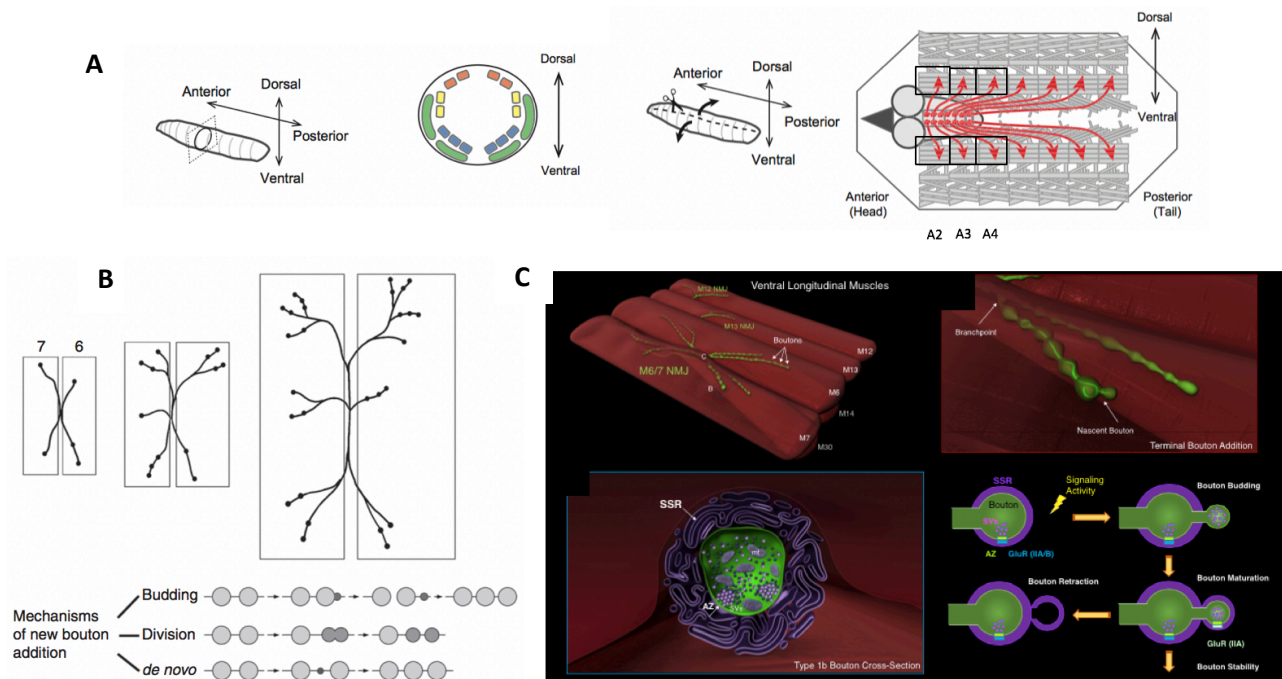 A
Anterior
Dorsal
Posterior
Ventral
Dorsal
Ventral
Anterior
Dorsal
Posterior
Ventral
Dorsal
Ventral
Anterior
(Head)
Posterior
(Tail)
A2 A3 A4
B
7 6
Mechanisms
of new bouton
addition
Budding
Division
de novo
C
Ventral Longitudinal Muscles
M12 NMJ
M13 NMJ
Boutons
C
M6/7 NMJ
B
M12
M13
M6
M14
M7
M30
Branchpoint
Nascent Bouton
Terminal Bouton Addition
SSR
mt
AZ
SVs
Type 1b Bouton Cross-Section
SSR
Signaling
Activity
Bouton Budding
Bouton
SVs
AZ
GluR (IIA/B)
Bouton Retraction
Bouton Maturation
GluR (IIA)
Bouton Stability